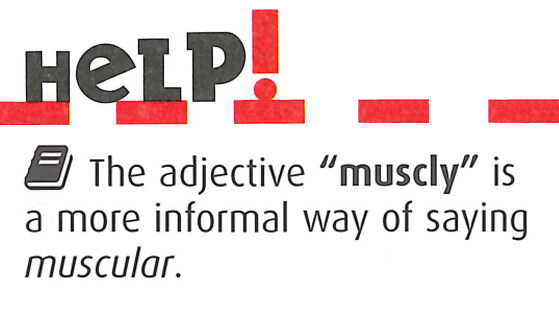 HeLP!
The adjective “muscly” is
a more informal way of saying
muscular.